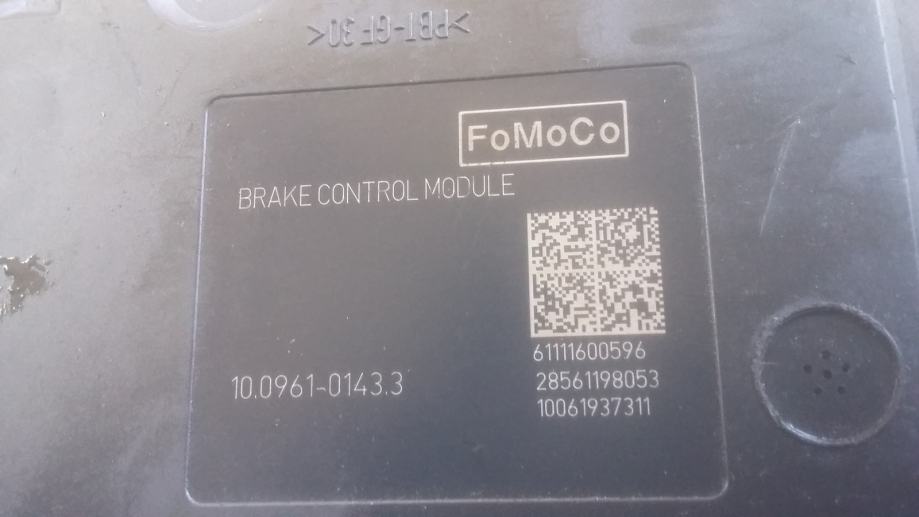 >PBT-GF30<
FoMoCo
BRAKE CONTROL MODULE
61111600596
10.0961-0143.3
28561198053
10061937311